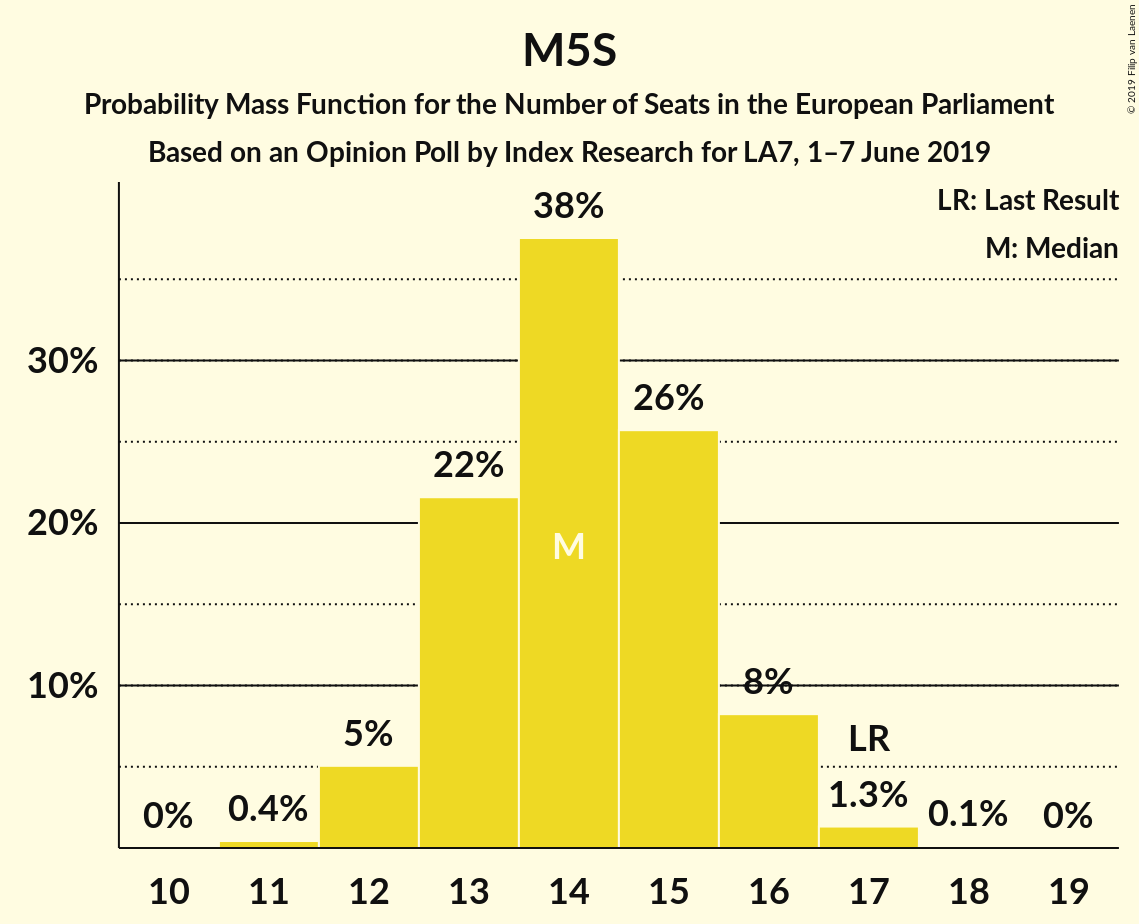 M5S
Probability Mass Function for the Number of Seats in the European Parliament
Based on an Opinion Poll by Index Research for LA7, 1–7 June 2019
© 2019 Filip van Laenen
LR: Last Result
M: Median
38%
30%
26%
22%
20%
M
10%
8%
5%
LR
0%
0.4%
1.3%
0.1%
0%
10 11 12 13 14 15 16 17 18 19